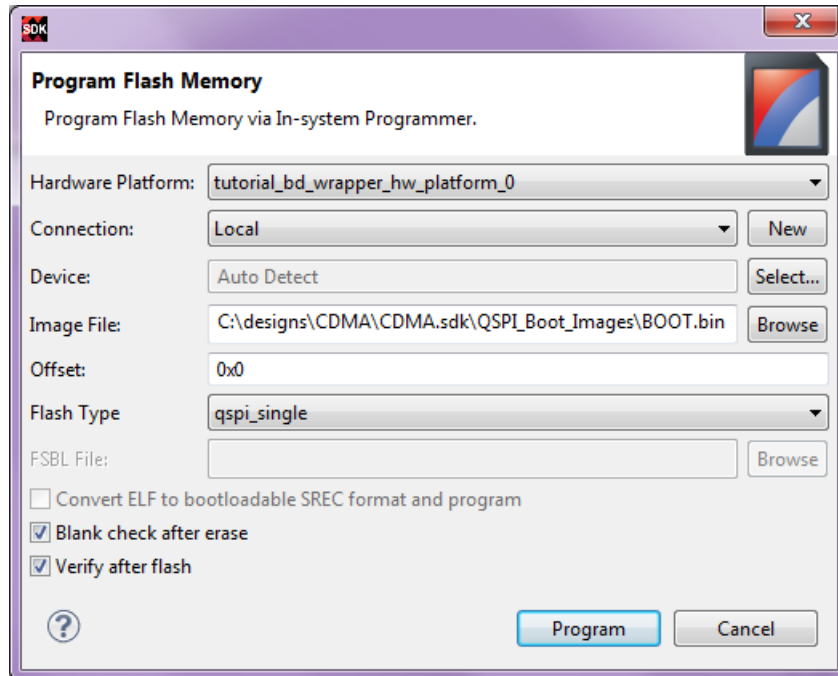 SDK
x
Program Flash Memory
Program Flash Memory via In-system Programmer.
Hardware Platform: tutorial_bd_wrapper_hw_platform_0
Connection: Local New
Device: Auto Detect Select...
Image File: C:\designs\CDMA\CDMA.sdk\QSPI_Boot_Images\BOOT.bin Browse
Offset: 0x0
Flash Type qspi_single
FSBL File: Browse
Convert ELF to bootloadable SREC format and program
Blank check after erase
Verify after flash
? Program Cancel